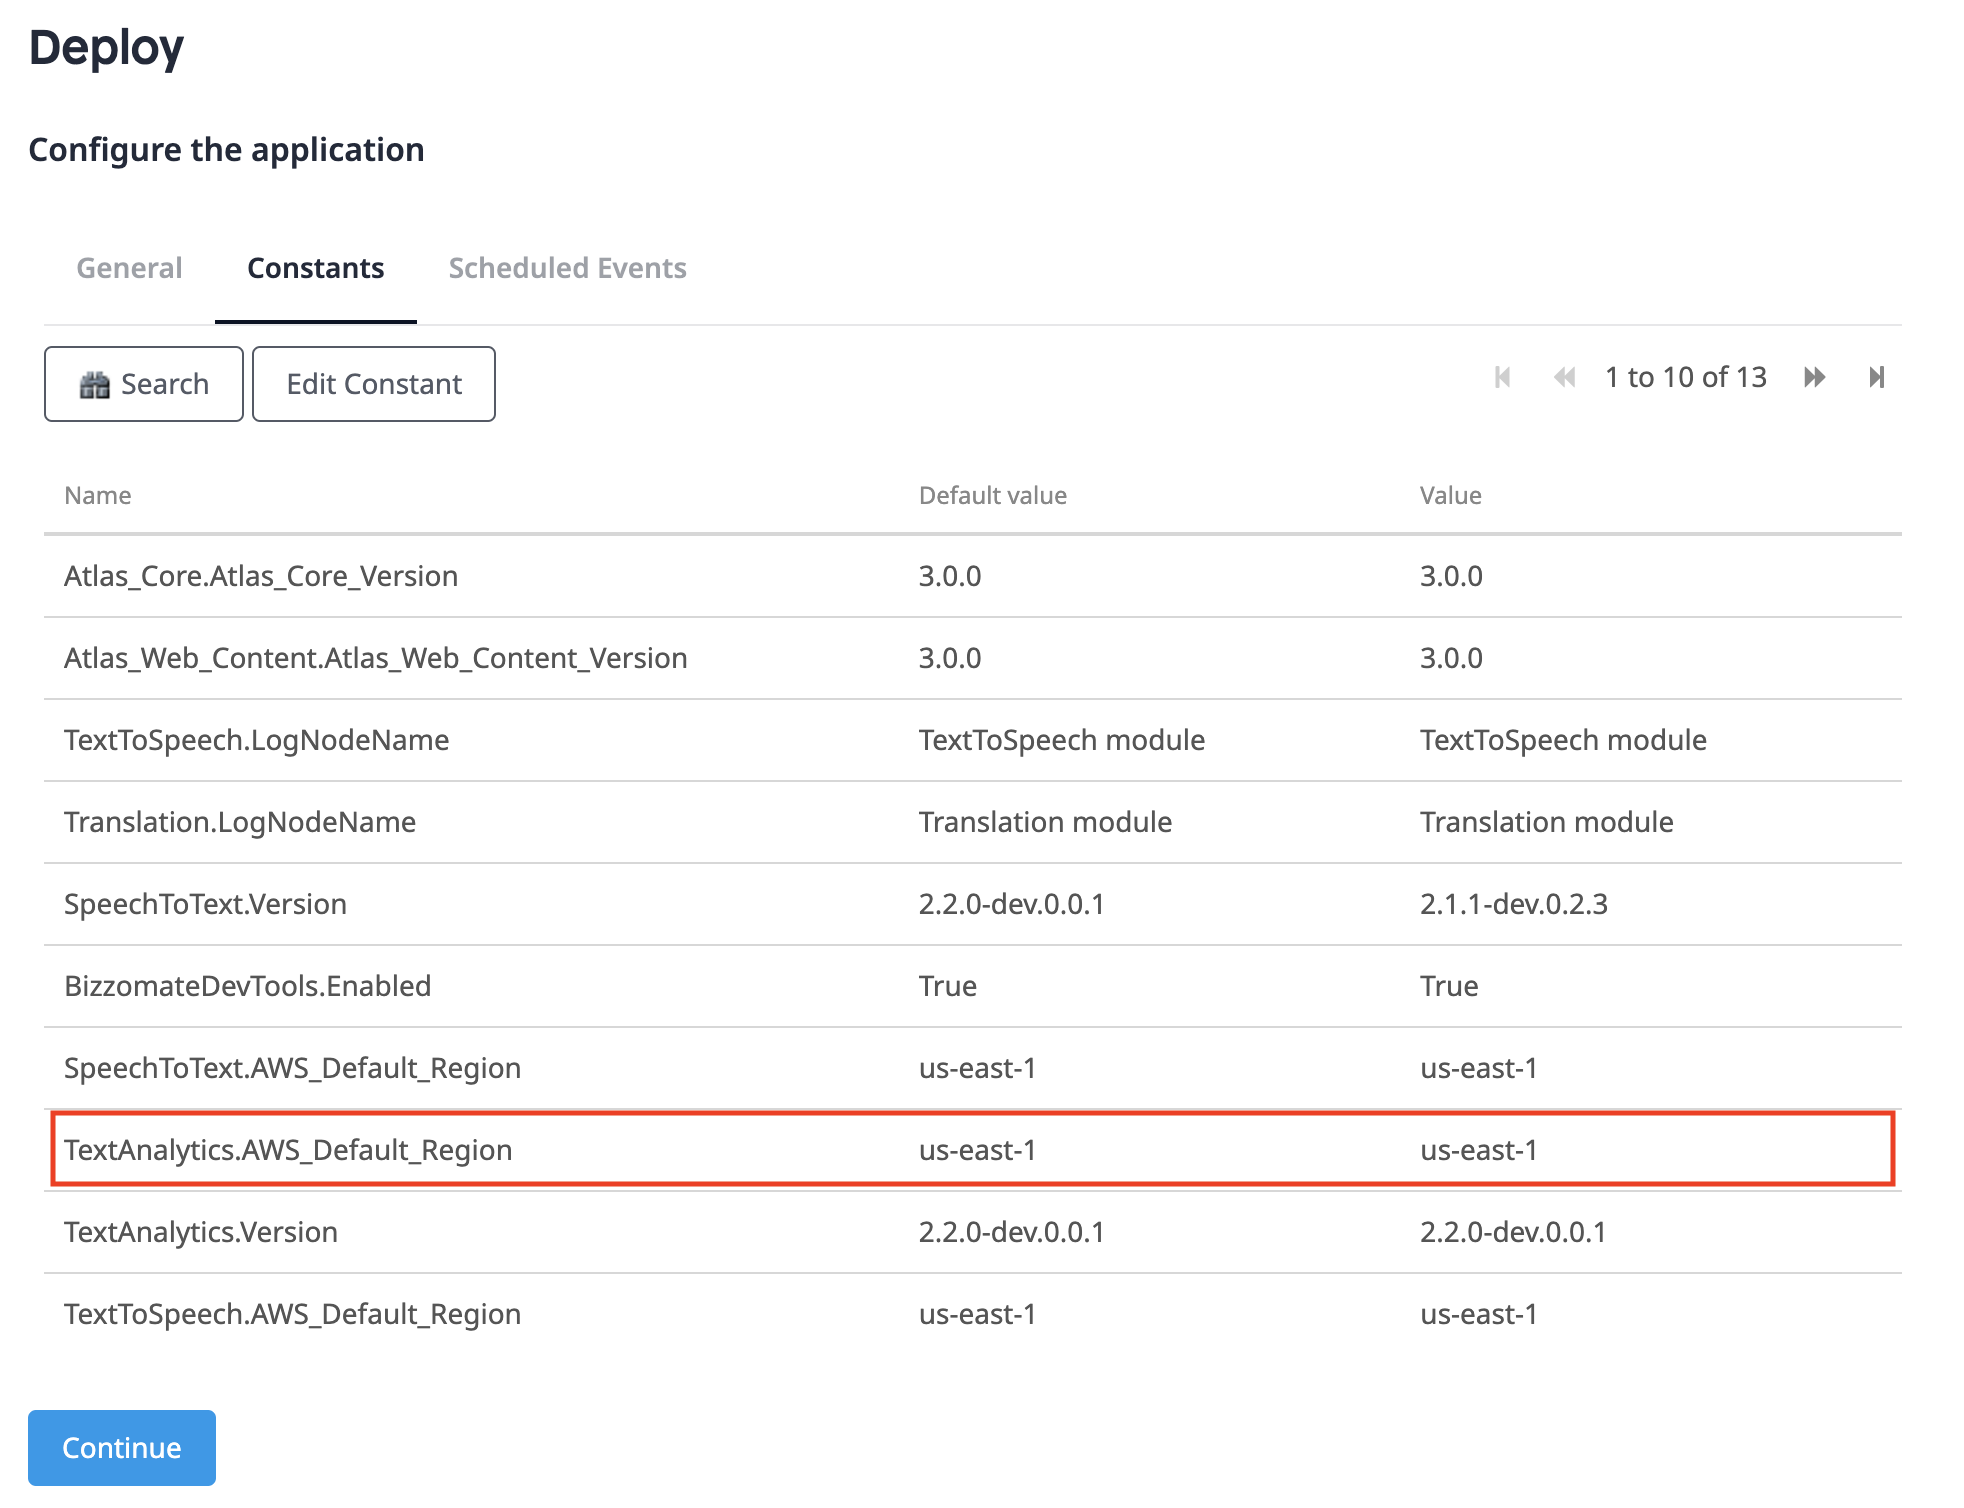 Deploy
Configure the application
General Constants Scheduled Events
Search Edit Constant 1 to 10 of 13
Name Default value Value
Atlas_Core.Atlas_Core_Version 3.0.0 3.0.0
Atlas_Web_Content.Atlas_Web_Content_Version 3.0.0 3.0.0
TextToSpeech.LogNodeName TextToSpeech module TextToSpeech module
Translation.LogNodeName Translation module Translation module
SpeechToText.Version 2.2.0-dev.0.0.1 2.1.1-dev.0.2.3
BizzomateDevTools.Enabled True True
SpeechToText.AWS_Default_Region us-east-1 us-east-1
TextAnalytics.AWS_Default_Region us-east-1 us-east-1
TextAnalytics.Version 2.2.0-dev.0.0.1 2.2.0-dev.0.0.1
TextToSpeech.AWS_Default_Region us-east-1 us-east-1
Continue